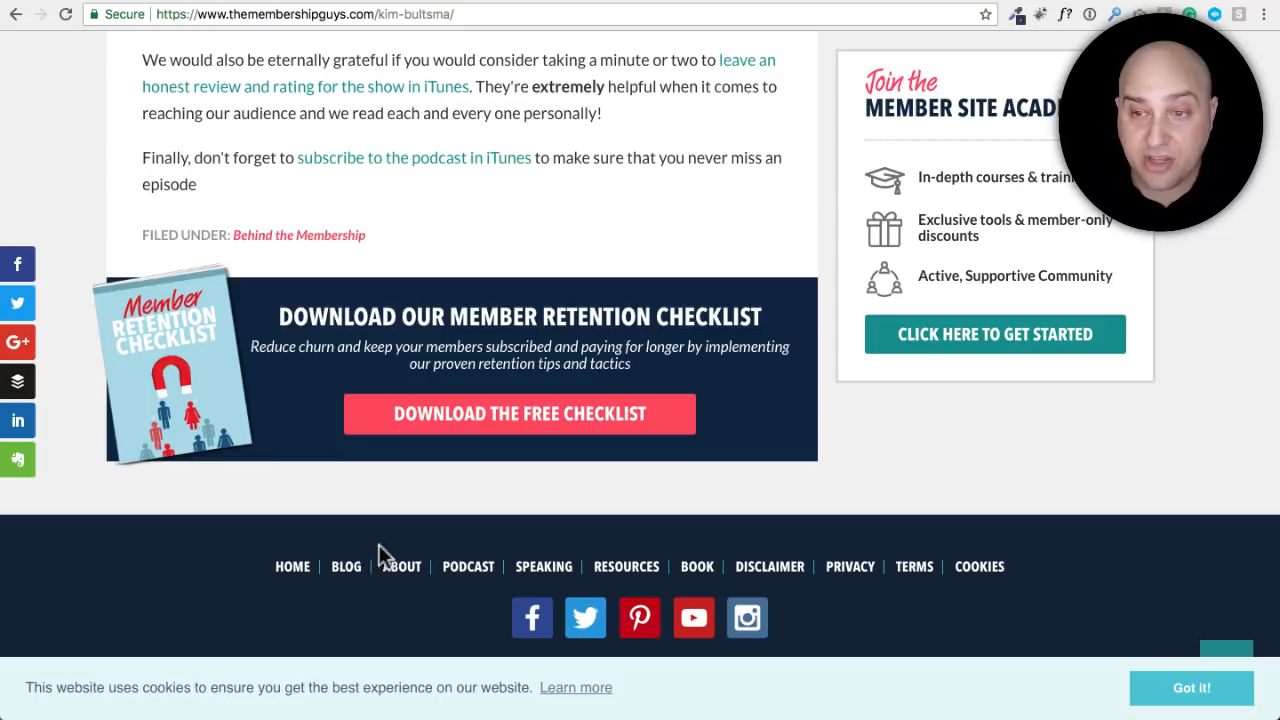 Secure
https://www.themembershipguys.com/kim-bultsma/
We would also be eternally grateful if you would consider taking a minute or two to leave an
honest review and rating for the show in iTunes. They're extremely helpful when it comes to
reaching our audience and we read each and every one personally!
Finally, don't forget to subscribe to the podcast in iTunes to make sure that you never miss an
episode
FILED UNDER: Behind the Membership
Join the
MEMBER SITE ACAD
In-depth courses & train
Exclusive tools & member-only
discounts
Active, Supportive Community
CLICK HERE TO GET STARTED
Member
RETENTION
CHECKLIST
DOWNLOAD OUR MEMBER RETENTION CHECKLIST
Reduce churn and keep your members subscribed and paying for longer by implementing
our proven retention tips and tactics
DOWNLOAD THE FREE CHECKLIST
HOME BLOG ABOUT PODCAST SPEAKING RESOURCES BOOK DISCLAIMER PRIVACY TERMS COOKIES
This website uses cookies to ensure you get the best experience on our website. Learn more
Got it!